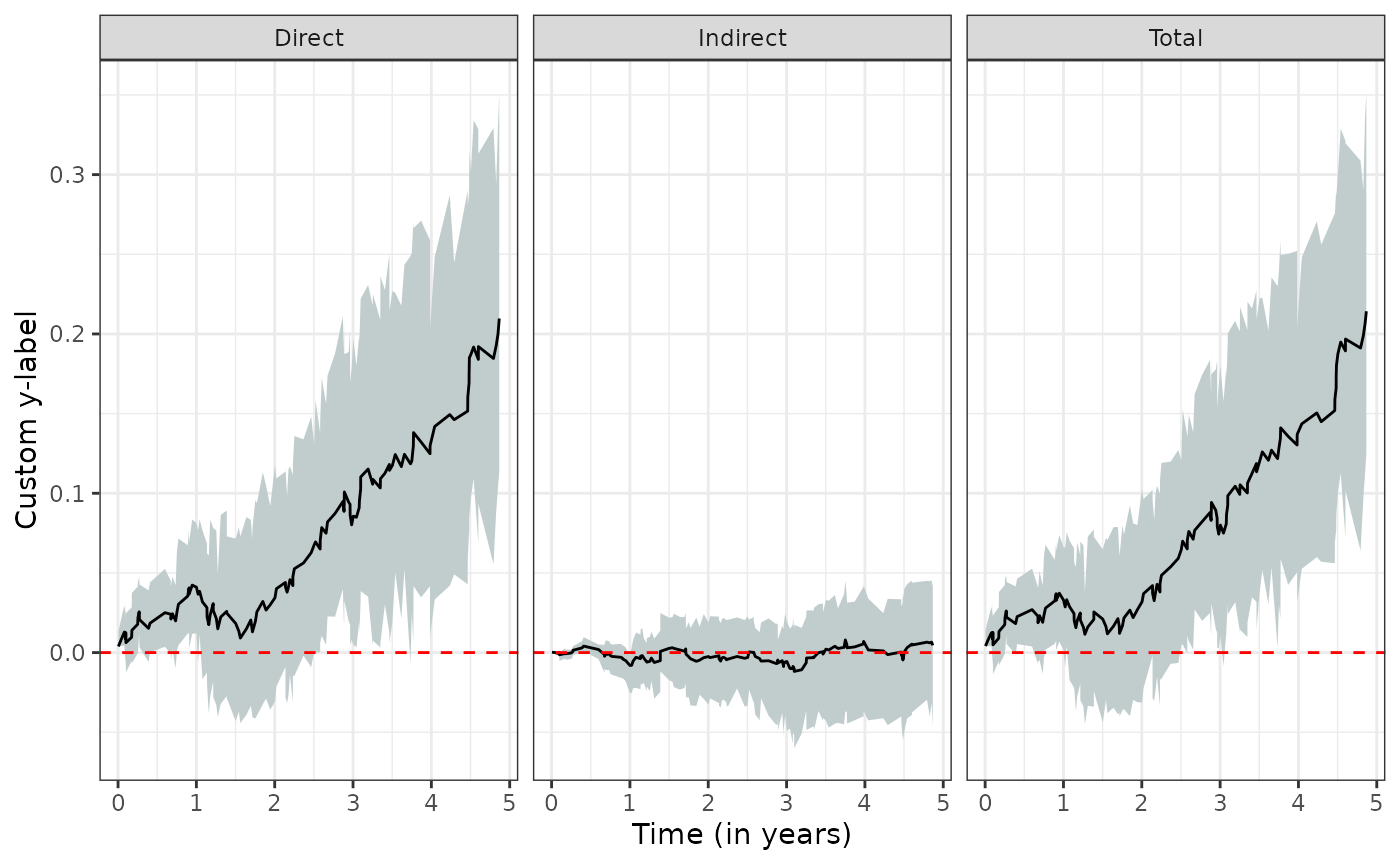 Direct Indirect Total
0.3
0.2
0.1
0.0
Custom y-label
0 1 2 3 4 5 0 1 2 3 4 5 0 1 2 3 4 5
Time (in years)